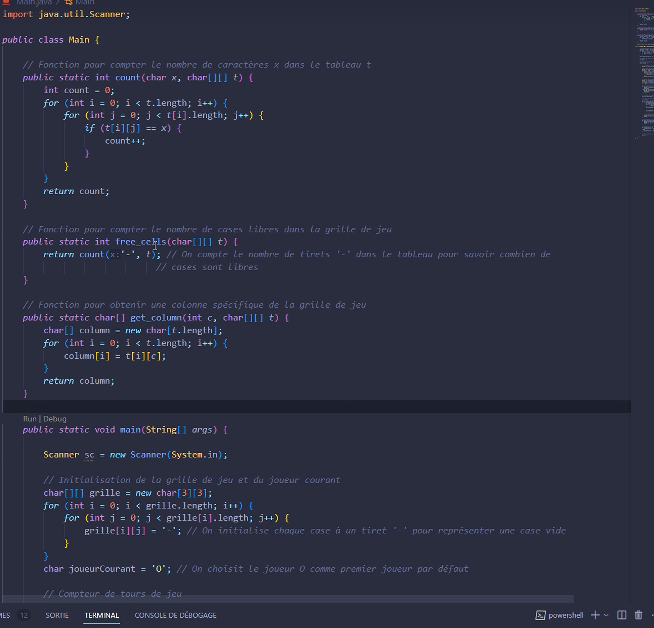 Main.java > Main
import java.util.Scanner;
public class Main {
// Fonction pour compter le nombre de caractères x dans le tableau t
public static int count(char x, char[][] t) {
int count = 0;
for (int i = 0; i < t.length; i++) {
for (int j = 0; j < t[i].length; j++) {
if (t[i][j] == x) {
count++;
}
}
}
return count;
}
// Fonction pour compter le nombre de cases libres dans la grille de jeu
public static int free_cells(char[][] t) {
return count(x:'-', t); // On compte le nombre de tirets '-' dans le tableau pour savoir combien de
// cases sont libres
}
// Fonction pour obtenir une colonne spécifique de la grille de jeu
public static char[] get_column(int c, char[][] t) {
char[] column = new char[t.length];
for (int i = 0; i < t.length; i++) {
column[i] = t[i][c];
}
return column;
}
Run | Debug
public static void main(String[] args) {
Scanner sc = new Scanner(System.in);
// Initialisation de la grille de jeu et du joueur courant
char[][] grille = new char[3][3];
for (int i = 0; i < grille.length; i++) {
for (int j = 0; j < grille[i].length; j++) {
grille[i][j] = '-'; // On initialise chaque case à un tiret '-' pour représenter une case vide
}
}
char joueurCourant = 'O'; // On choisit le joueur O comme premier joueur par défaut
// Compteur de tours de jeu
MES 12 SORTIE TERMINAL CONSOLE DE DÉBOGAGE powershell